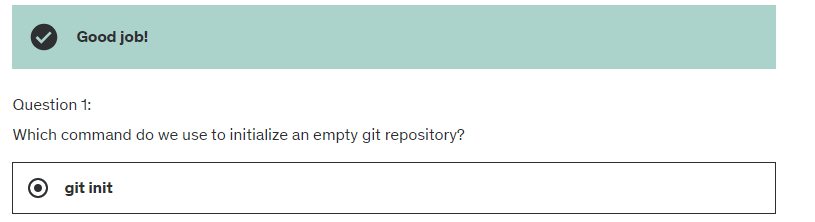 Good job!
Question 1:
Which command do we use to initialize an empty git repository?
git init